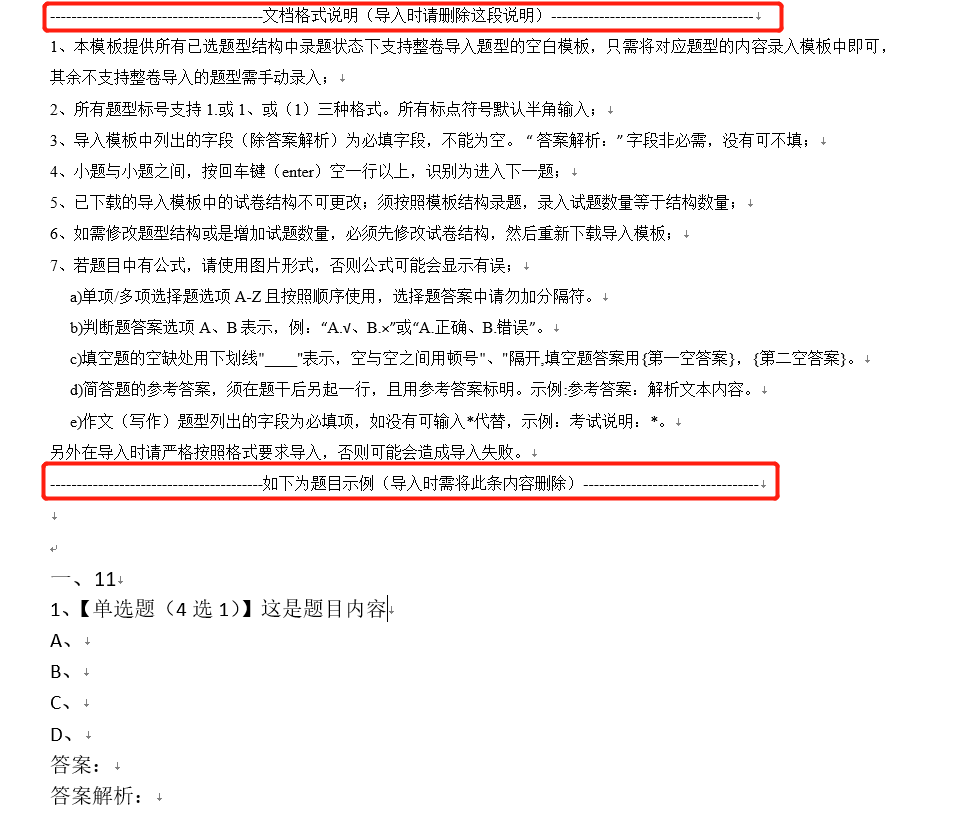 ----------------------------------------文档格式说明（导入时请删除这段说明）--------------------------------------
1、本模板提供所有已选题型结构中录题状态下支持整卷导入题型的空白模板，只需将对应题型的内容录入模板中即可，
其余不支持整卷导入的题型需手动录入；
2、所有题型标号支持 1.或 1、或（1）三种格式。所有标点符号默认半角输入；
3、导入模板中列出的字段（除答案解析）为必填字段，不能为空。“ 答案解析：” 字段非必需，没有可不填；
4、小题与小题之间，按回车键（enter）空一行以上，识别为进入下一题；
5、已下载的导入模板中的试卷结构不可更改；须按照模板结构录题，录入试题数量等于结构数量；
6、如需修改题型结构或是增加试题数量，必须先修改试卷结构，然后重新下载导入模板；
7、若题目中有公式，请使用图片形式，否则公式可能会显示有误；
a)单项/多项选择题选项 A-Z 且按照顺序使用，选择题答案中请勿加分隔符。
b)判断题答案选项 A、B 表示，例：“A.√、B.×”或“A.正确、B.错误”。
c)填空题的空缺处用下划线"____"表示，空与空之间用顿号"、"隔开,填空题答案用{第一空答案}，{第二空答案}。
d)简答题的参考答案，须在题干后另起一行，且用参考答案标明。示例:参考答案：解析文本内容。
e)作文（写作）题型列出的字段为必填项，如没有可输入*代替，示例：考试说明：*。
另外在导入时请严格按照格式要求导入，否则可能会造成导入失败。
----------------------------------------如下为题目示例（导入时需将此条内容删除）---------------------------------
一、11
1、【单选题（4 选 1）】这是题目内容
A、
B、
C、
D、
答案：
答案解析：